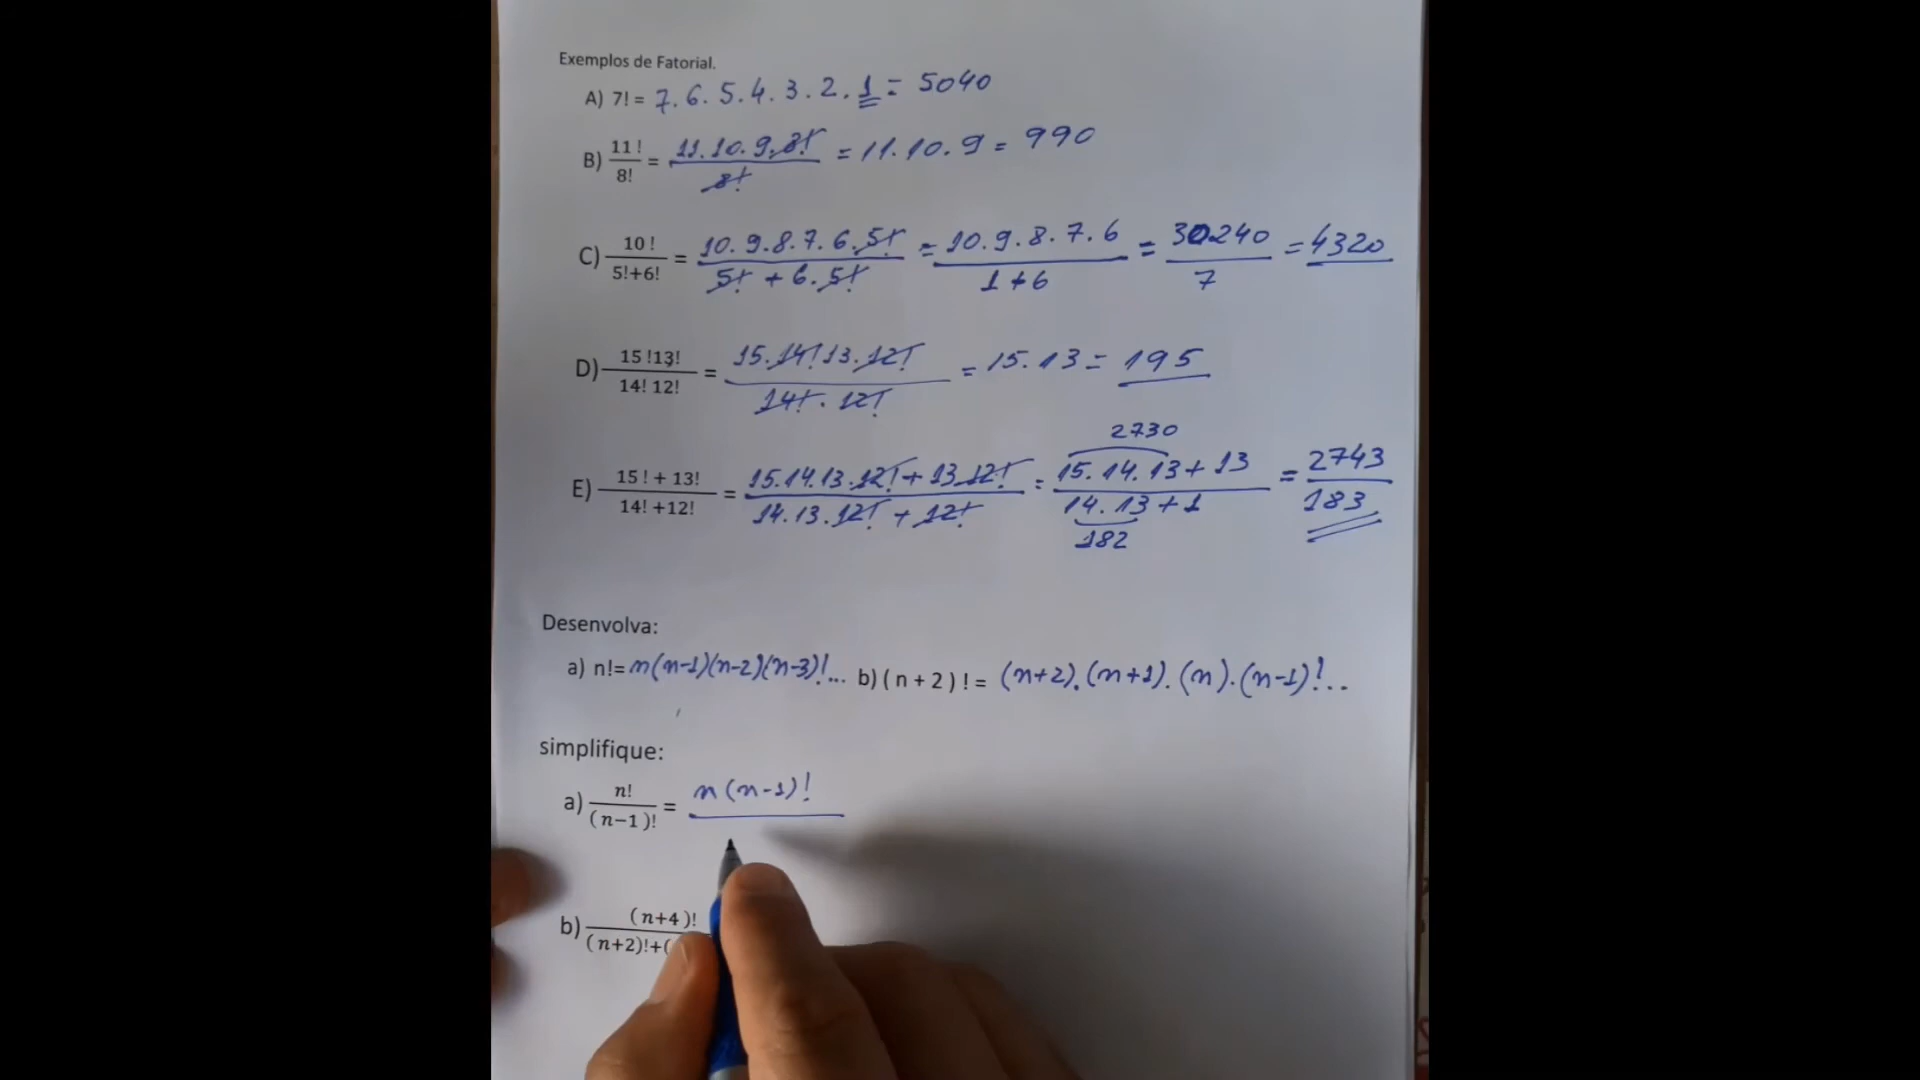 Exemplos de Fatorial.
A) 7! = 7.6.5.4.3.2.1 = 5040
B) 11!/8! = 11.10.9.8!/8! = 11.10.9 = 990
C) 10!/5!+6! = 10.9.8.7.6.5!/5!+6.5! = 10.9.8.7.6/1+6 = 30240/7 = 4320
D) 15!13!/14!12! = 15.14!13.12!/14!.12! = 15.13 = 195
2730
E) 15!+13!/14!+12! = 15.14.13.12!+13.12!/14.13.12!+12! = 15.14.13+13/14.13+1 = 2743/183
182
Desenvolva:
a) n!= n(n-1)(n-2)(n-3)!... b) (n+2)! = (n+2).(n+1).(n).(n-1)!...
simplifique:
a) n!/(n−1)! = n(n-1)!
b) (n+4)!/(n+2)!+(